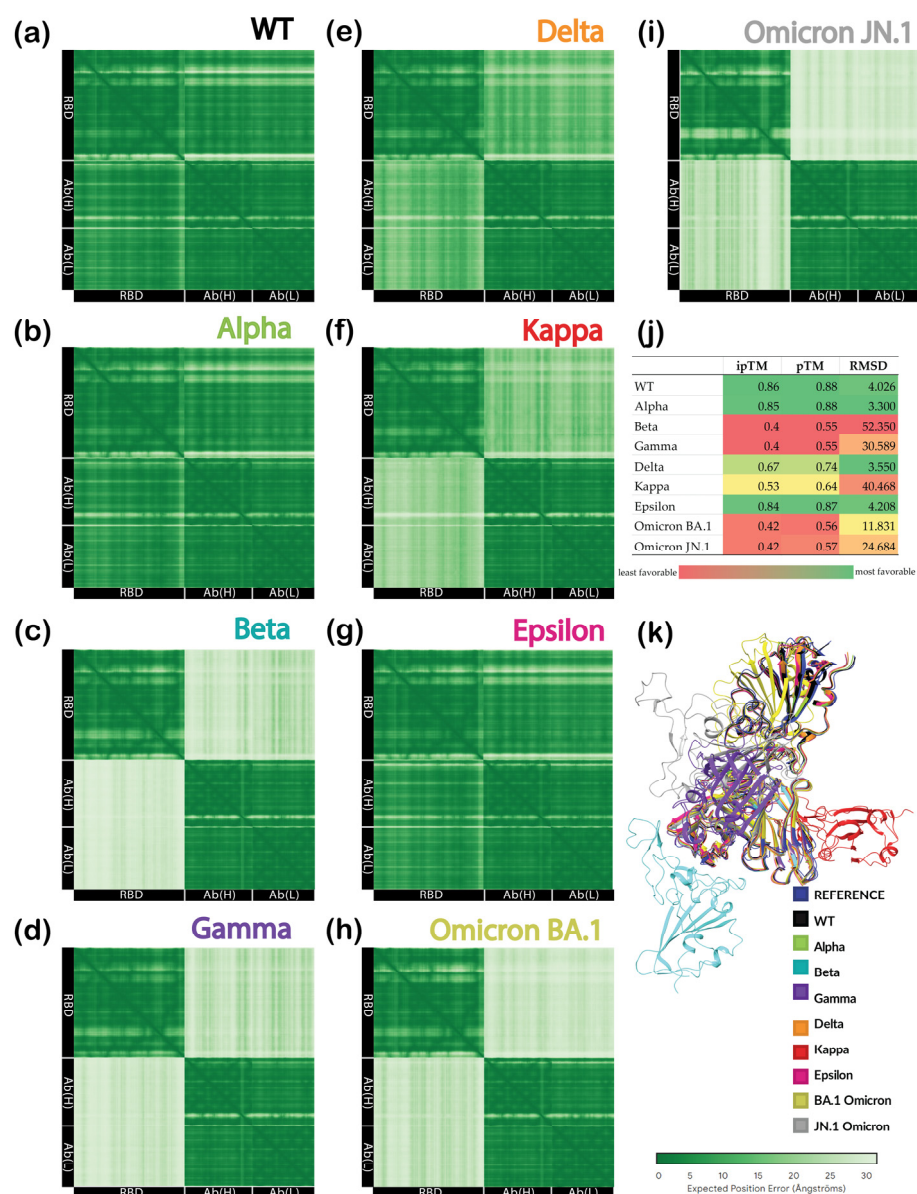 (a) WT
RBD
Ab(H)
Ab(L)
RBD Ab(H) Ab(L)
(b) Alpha
RBD
Ab(H)
Ab(L)
RBD Ab(H) Ab(L)
(c) Beta
RBD
Ab(H)
Ab(L)
RBD Ab(H) Ab(L)
(d) Gamma
RBD
Ab(H)
Ab(L)
RBD Ab(H) Ab(L)
(e) Delta
RBD
Ab(H)
Ab(L)
RBD Ab(H) Ab(L)
(f) Kappa
RBD
Ab(H)
Ab(L)
RBD Ab(H) Ab(L)
(g) Epsilon
RBD
Ab(H)
Ab(L)
RBD Ab(H) Ab(L)
(h) Omicron BA.1
RBD
Ab(H)
Ab(L)
RBD Ab(H) Ab(L)
(i) Omicron JN.1
RBD
Ab(H)
Ab(L)
RBD Ab(H) Ab(L)
(j)
ipTM pTM RMSD
WT 0.86 0.88 4.026
Alpha 0.85 0.88 3.300
Beta 0.4 0.55 52.350
Gamma 0.4 0.55 30.589
Delta 0.67 0.74 3.550
Kappa 0.53 0.64 40.468
Epsilon 0.84 0.87 4.208
Omicron BA.1 0.42 0.56 11.831
Omicron JN.1 0.42 0.57 24.684
least favorable most favorable
(k)
REFERENCE
WT
Alpha
Beta
Gamma
Delta
Kappa
Epsilon
BA.1 Omicron
JN.1 Omicron
0 5 10 15 20 25 30
Expected Position Error (Ångströms)